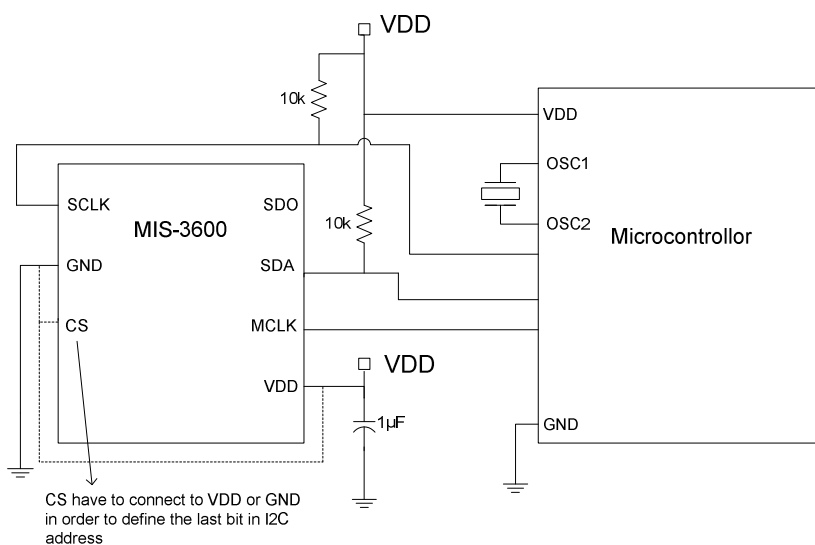 VDD
10k
VDD
OSC1
OSC2
Microcontrollor
GND
SCLK
SDO
MIS-3600
10k
GND
SDA
CS
MCLK
VDD
VDD
1µF
CS have to connect to VDD or GND
in order to define the last bit in I2C
address